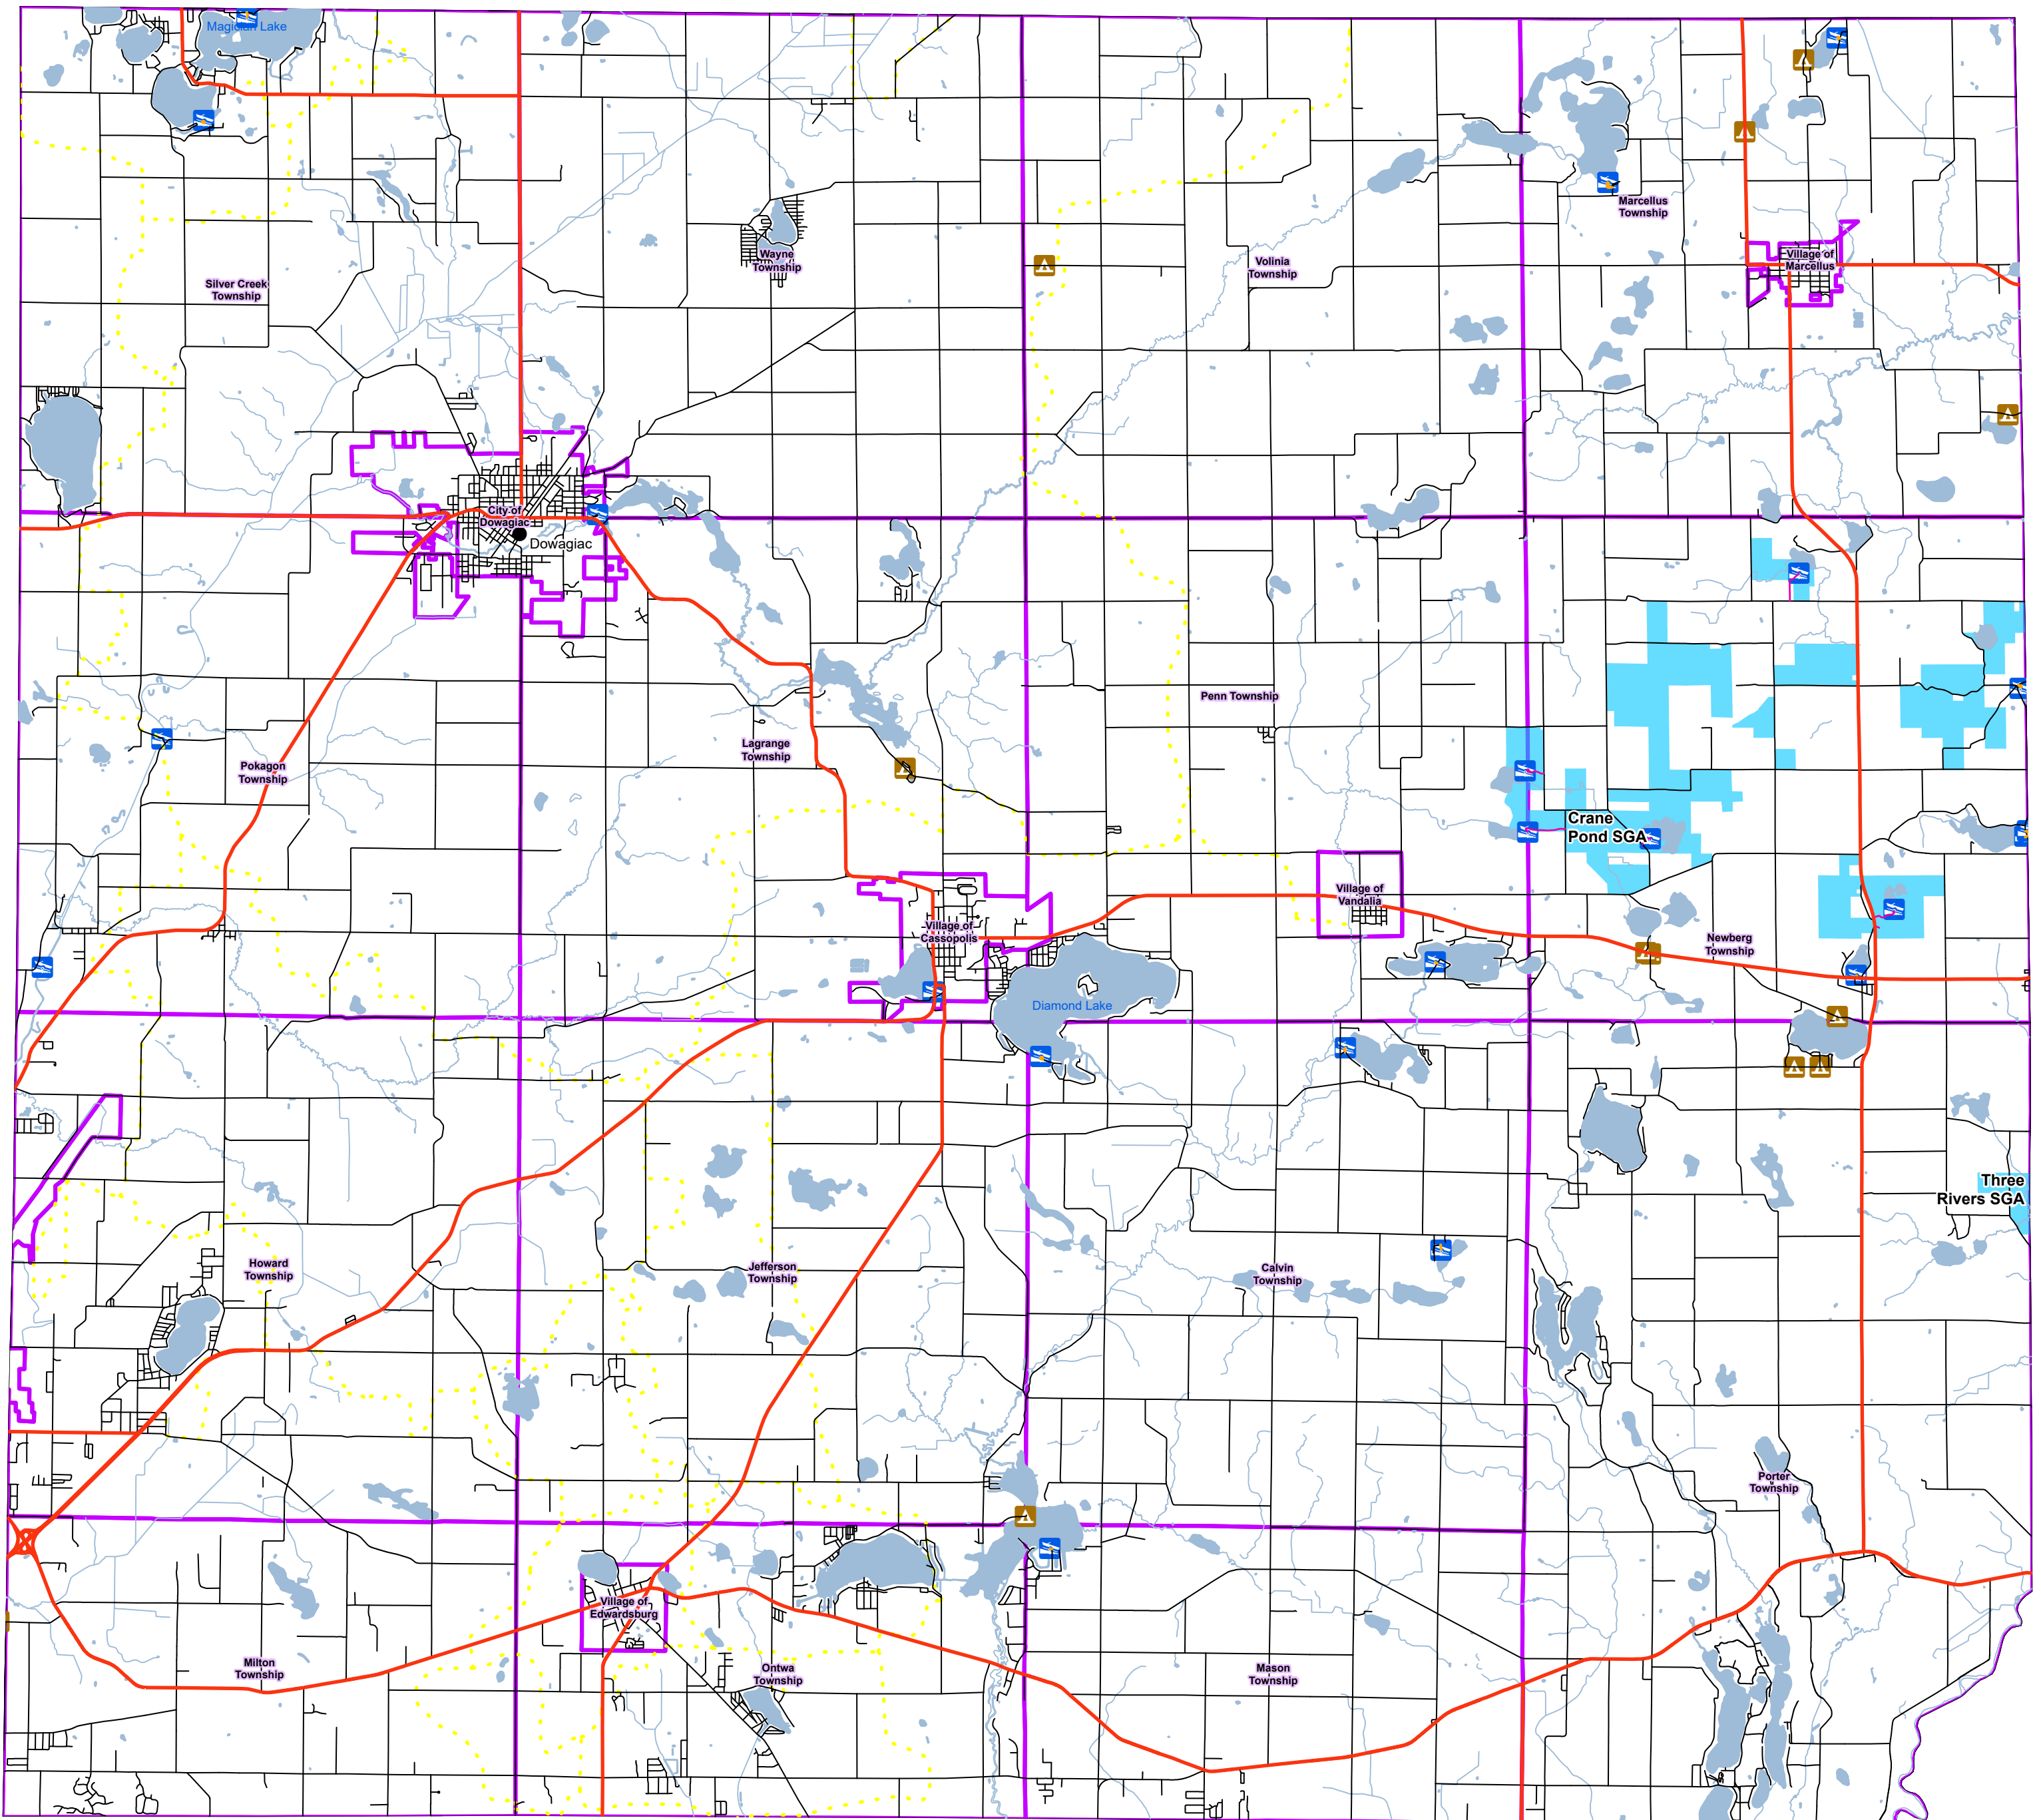 Magician Lake
Marcellus
Township
Wayne
Township
Volinia
Township
Village of
Marcellus
Silver Creek
Township
City of
Dowagiac
Dowagiac
Penn Township
Lagrange
Township
Pokagon
Township
Crane
Pond SGA
Village of
Vandalia
Village of
Cassopolis
Newberg
Township
Diamond Lake
Three
Rivers SGA
Howard
Township
Jefferson
Township
Calvin
Township
Porter
Township
Village of
Edwardsburg
Milton
Township
Ontwa
Township
Mason
Township